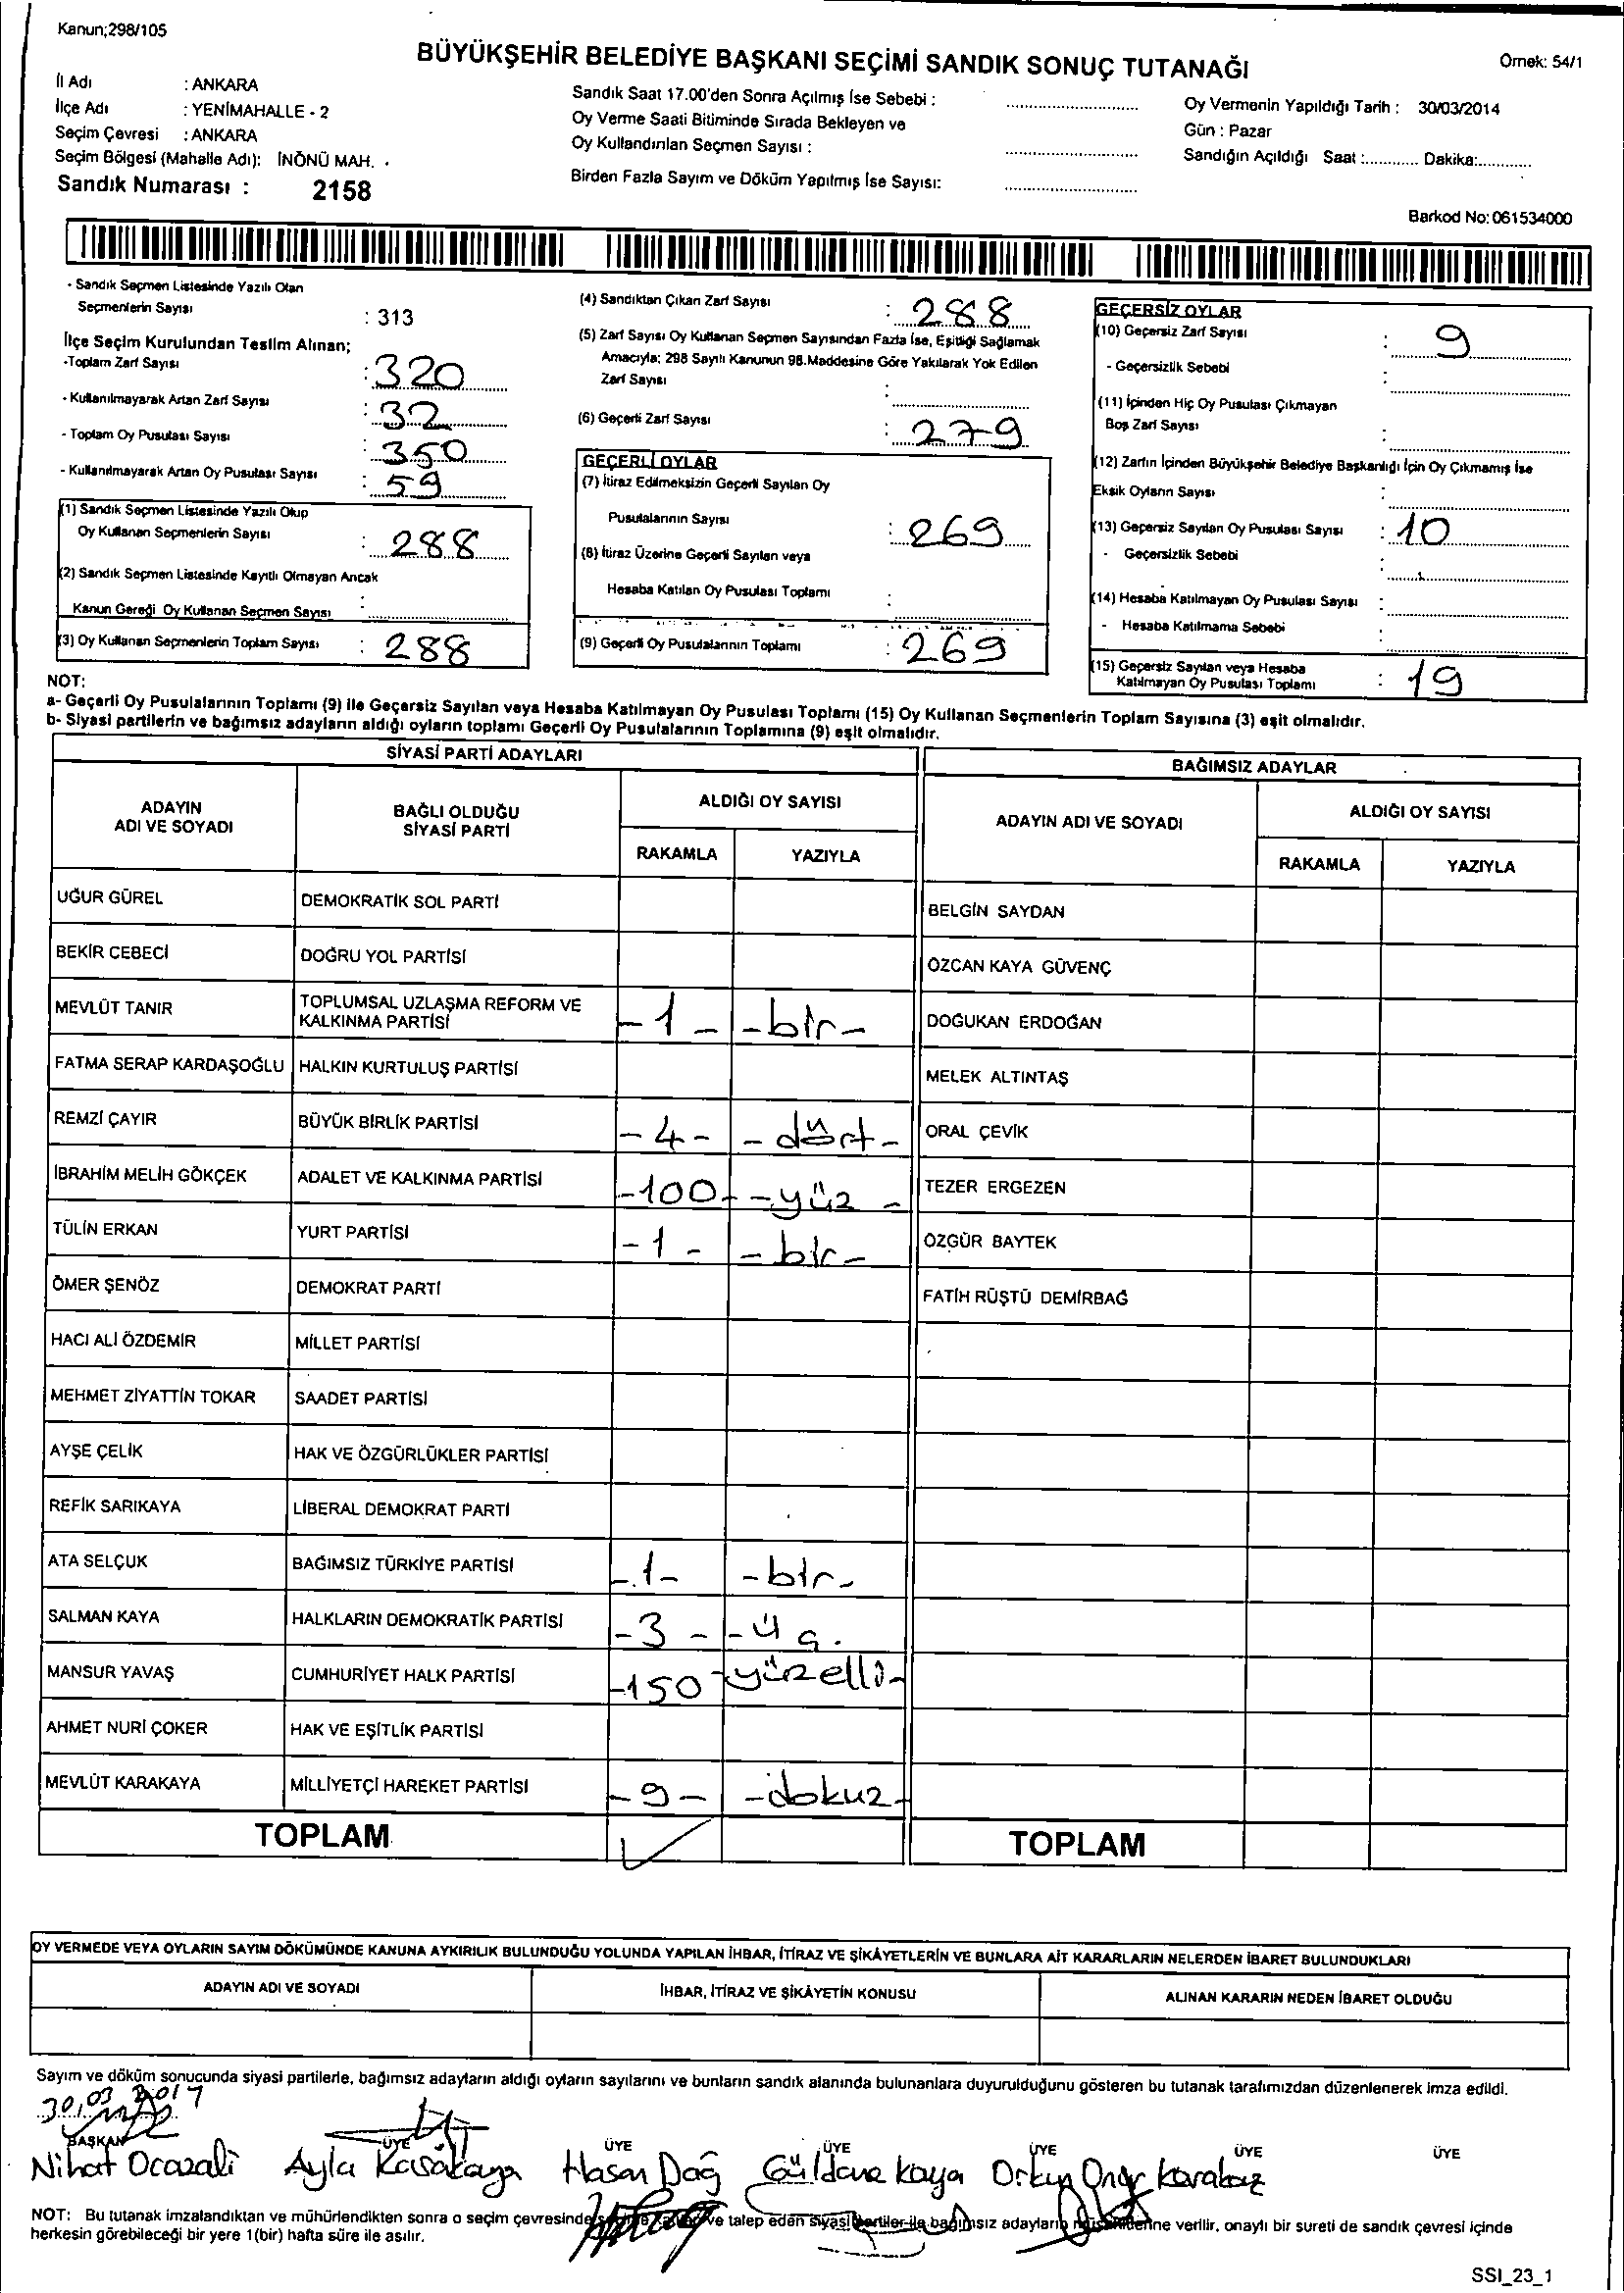 Kanun;298/105
BÜYÜKŞEHİR BELEDİYE BAŞKANI SEÇİMİ SANDIK SONUÇ TUTANAĞI
Örnek: 54/1
İl Adı : ANKARA
İlçe Adı : YENİMAHALLE - 2
Seçim Çevresi : ANKARA
Seçim Bölgesi (Mahalle Adı): İNÖNÜ MAH.
Sandık Numarası : 2158
Sandık Saat 17.00'den Sonra Açılmış İse Sebebi :
Oy Verme Saati Bitiminde Sırada Bekleyen ve
Oy Kullandırılan Seçmen Sayısı :
Birden Fazla Sayım ve Döküm Yapılmış İse Sayısı:
Oy Vermenin Yapıldığı Tarih : 30/03/2014
Gün : Pazar
Sandığın Açıldığı Saat :............ Dakika:............
Barkod No: 061534000
- Sandık Seçmen Listesinde Yazılı Olan
Seçmenlerin Sayısı : 313
İlçe Seçim Kurulundan Teslim Alınan;
-Toplam Zarf Sayısı : 320
- Kullanılmayarak Artan Zarf Sayısı : 32
- Toplam Oy Pusulası Sayısı : 350
- Kullanılmayarak Artan Oy Pusulası Sayısı : 59
(1) Sandık Seçmen Listesinde Yazılı Olup
Oy Kullanan Seçmenlerin Sayısı : 288
(2) Sandık Seçmen Listesinde Kayıtlı Olmayan Ancak
Kanun Gereği Oy Kullanan Seçmen Sayısı :
(3) Oy Kullanan Seçmenlerin Toplam Sayısı : 288
(4) Sandıktan Çıkan Zarf Sayısı : 288
(5) Zarf Sayısı Oy Kullanan Seçmen Sayısından Fazla İse, Eşitliği Sağlamak
Amacıyla; 298 Sayılı Kanunun 98.Maddesine Göre Yakılarak Yok Edilen
Zarf Sayısı :
(6) Geçerli Zarf Sayısı : 279
GEÇERLİ OYLAR
(7) İtiraz Edilmeksizin Geçerli Sayılan Oy
Pusulalarının Sayısı : 269
(8) İtiraz Üzerine Geçerli Sayılan veya
Hesaba Katılan Oy Pusulası Toplamı :
(9) Geçerli Oy Pusulalarının Toplamı : 269
GEÇERSİZ OYLAR
(10) Geçersiz Zarf Sayısı : 9
- Geçersizlik Sebebi :
(11) İçinden Hiç Oy Pusulası Çıkmayan
Boş Zarf Sayısı :
(12) Zarfın İçinden Büyükşehir Belediye Başkanlığı İçin Oy Çıkmamış İse
Eksik Oyların Sayısı :
(13) Geçersiz Sayılan Oy Pusulası Sayısı : 10
- Geçersizlik Sebebi :
(14) Hesaba Katılmayan Oy Pusulası Sayısı :
- Hesaba Katılmama Sebebi :
(15) Geçersiz Sayılan veya Hesaba
Katılmayan Oy Pusulası Toplamı : 19
NOT:
a- Geçerli Oy Pusulalarının Toplamı (9) ile Geçersiz Sayılan veya Hesaba Katılmayan Oy Pusulası Toplamı (15) Oy Kullanan Seçmenlerin Toplam Sayısına (3) eşit olmalıdır.
b- Siyasi partilerin ve bağımsız adayların aldığı oyların toplamı Geçerli Oy Pusulalarının Toplamına (9) eşit olmalıdır.
SİYASİ PARTİ ADAYLARI
BAĞIMSIZ ADAYLAR
ADAYIN
ADI VE SOYADI
BAĞLI OLDUĞU
SİYASİ PARTİ
ALDIĞI OY SAYISI
RAKAMLA YAZIYLA
ADAYIN ADI VE SOYADI
ALDIĞI OY SAYISI
RAKAMLA YAZIYLA
UĞUR GÜREL DEMOKRATİK SOL PARTİ BELGİN SAYDAN
BEKİR CEBECİ DOĞRU YOL PARTİSİ ÖZCAN KAYA GÜVENÇ
MEVLÜT TANIR TOPLUMSAL UZLAŞMA REFORM VE
KALKINMA PARTİSİ - 1 - - bir - DOĞUKAN ERDOĞAN
FATMA SERAP KARDAŞOĞLU HALKIN KURTULUŞ PARTİSİ MELEK ALTINTAŞ
REMZİ ÇAYIR BÜYÜK BİRLİK PARTİSİ - 4 - - dört - ORAL ÇEVİK
İBRAHİM MELİH GÖKÇEK ADALET VE KALKINMA PARTİSİ - 100 - - yüz - TEZER ERGEZEN
TÜLİN ERKAN YURT PARTİSİ - 1 - - bir - ÖZGÜR BAYTEK
ÖMER ŞENÖZ DEMOKRAT PARTİ FATİH RÜŞTÜ DEMİRBAĞ
HACI ALİ ÖZDEMİR MİLLET PARTİSİ
MEHMET ZİYATTİN TOKAR SAADET PARTİSİ
AYŞE ÇELİK HAK VE ÖZGÜRLÜKLER PARTİSİ
REFİK SARIKAYA LİBERAL DEMOKRAT PARTİ
ATA SELÇUK BAĞIMSIZ TÜRKİYE PARTİSİ - 1 - - bir -
SALMAN KAYA HALKLARIN DEMOKRATİK PARTİSİ - 3 - - üç.
MANSUR YAVAŞ CUMHURİYET HALK PARTİSİ - 150 - yüzelli -
AHMET NURİ ÇOKER HAK VE EŞİTLİK PARTİSİ
MEVLÜT KARAKAYA MİLLİYETÇİ HAREKET PARTİSİ - 9 - - dokuz -
TOPLAM TOPLAM
OY VERMEDE VEYA OYLARIN SAYIM DÖKÜMÜNDE KANUNA AYKIRILIK BULUNDUĞU YOLUNDA YAPILAN İHBAR, İTİRAZ VE ŞİKÂYETLERİN VE BUNLARA AİT KARARLARIN NELERDEN İBARET BULUNDUKLARI
ADAYIN ADI VE SOYADI İHBAR, İTİRAZ VE ŞİKÂYETİN KONUSU ALINAN KARARIN NEDEN İBARET OLDUĞU
Sayım ve döküm sonucunda siyasi partilerle, bağımsız adayların aldığı oyların sayılarını ve bunların sandık alanında bulunanlara duyurulduğunu gösteren bu tutanak tarafımızdan düzenlenerek imza edildi.
30,03,2017
BAŞKAN ÜYE ÜYE ÜYE ÜYE ÜYE ÜYE
Nihat Ayla Karakaya Hasan Dağ Güldane Kaya
NOT: Bu tutanak imzalandıktan ve mühürlendikten sonra o seçim çevresinde ve talep eden siyasi partiler ile bağımsız adayların müşahitlerine verilir, onaylı bir sureti de sandık çevresi içinde
herkesin görebileceği bir yere 1(bir) hafta süre ile asılır.
SSI_23_1